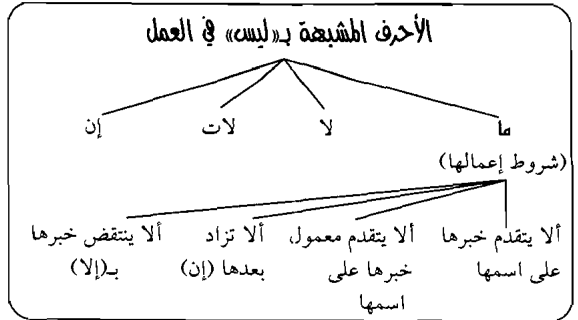 الأحرف المشبهة بـ«ليس» في العمل
ما لا لات إن
(شروط إعمالها)
ألا يتقدم خبرها ألا يتقدم معمول ألا تزاد ألا ينتقض خبرها
على اسمها خبرها على بعدها (إن) بـ(إلا)
اسمها